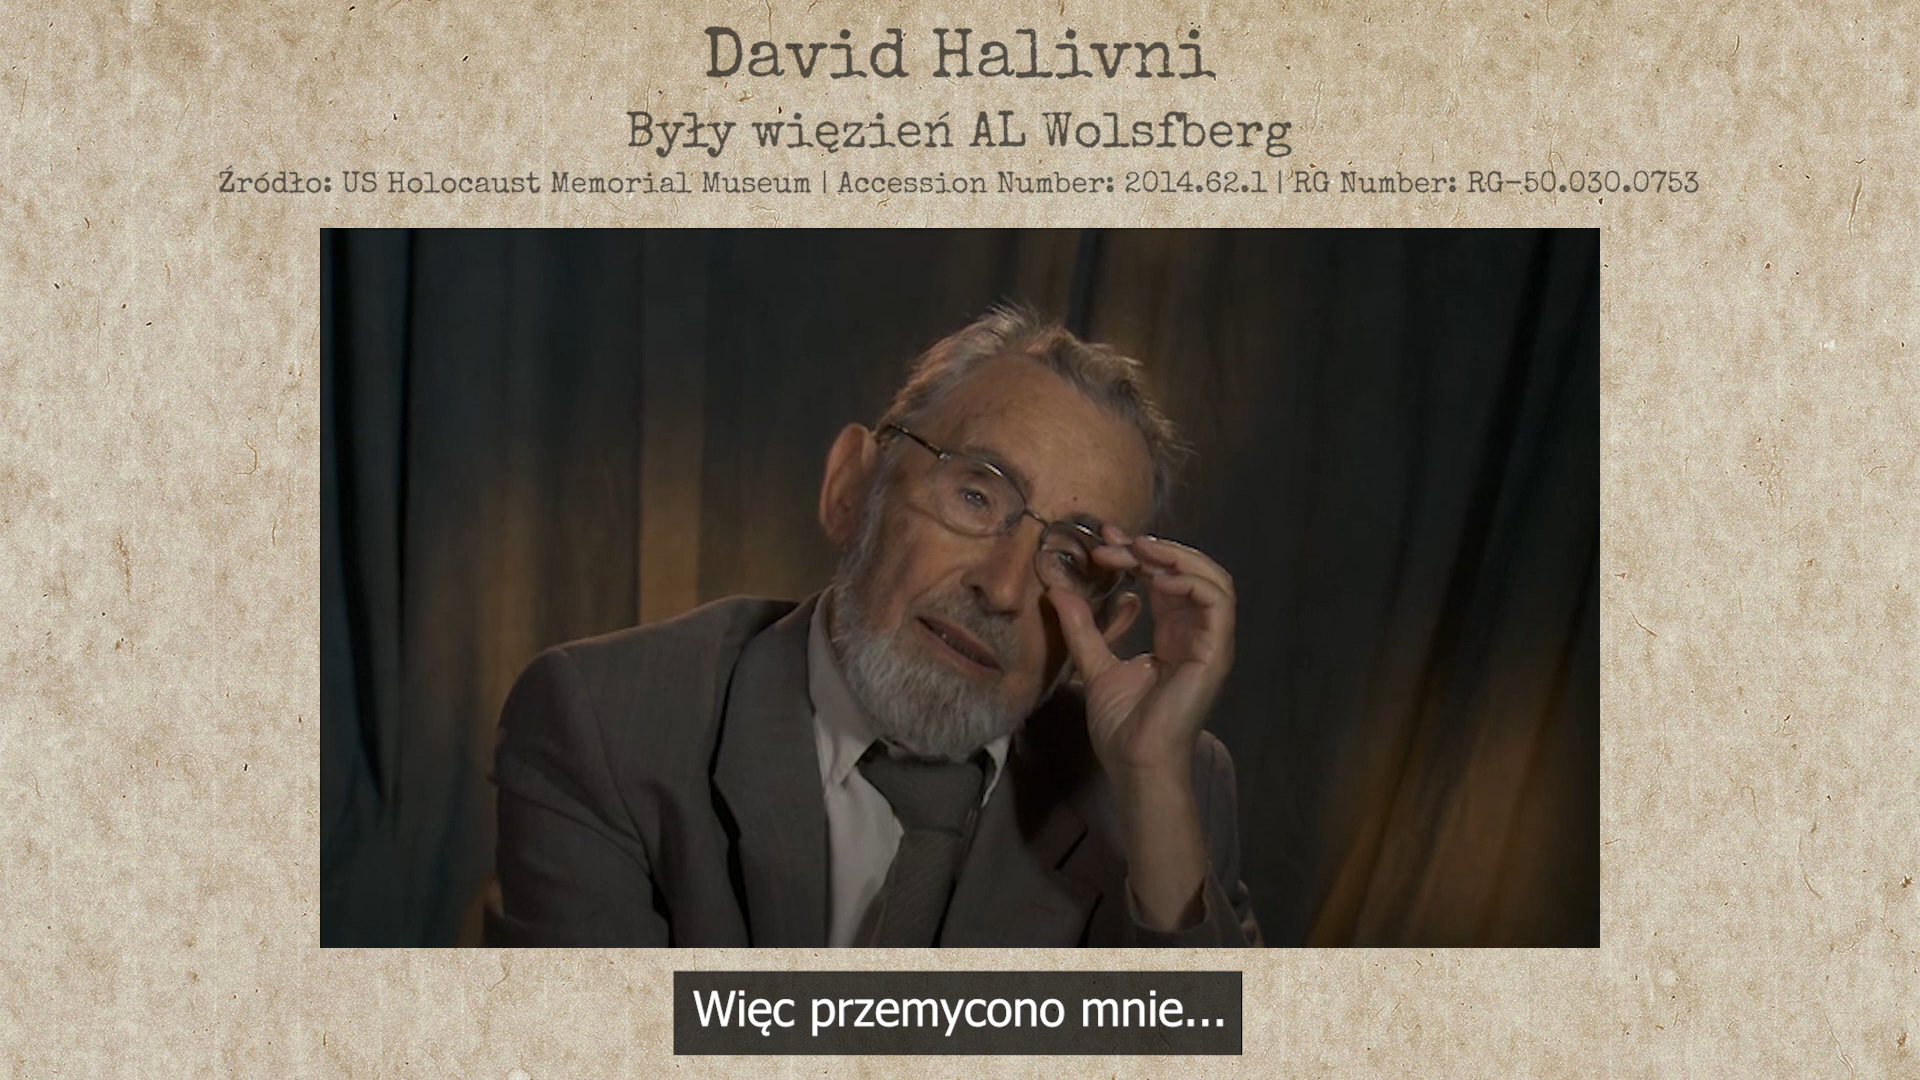 David Halivni
Były więzień AL Wolsfberg
Źródło: US Holocaust Memorial Museum | Accession Number: 2014.62.1 | RG Number: RG-50.030.0753
Więc przemycono mnie...